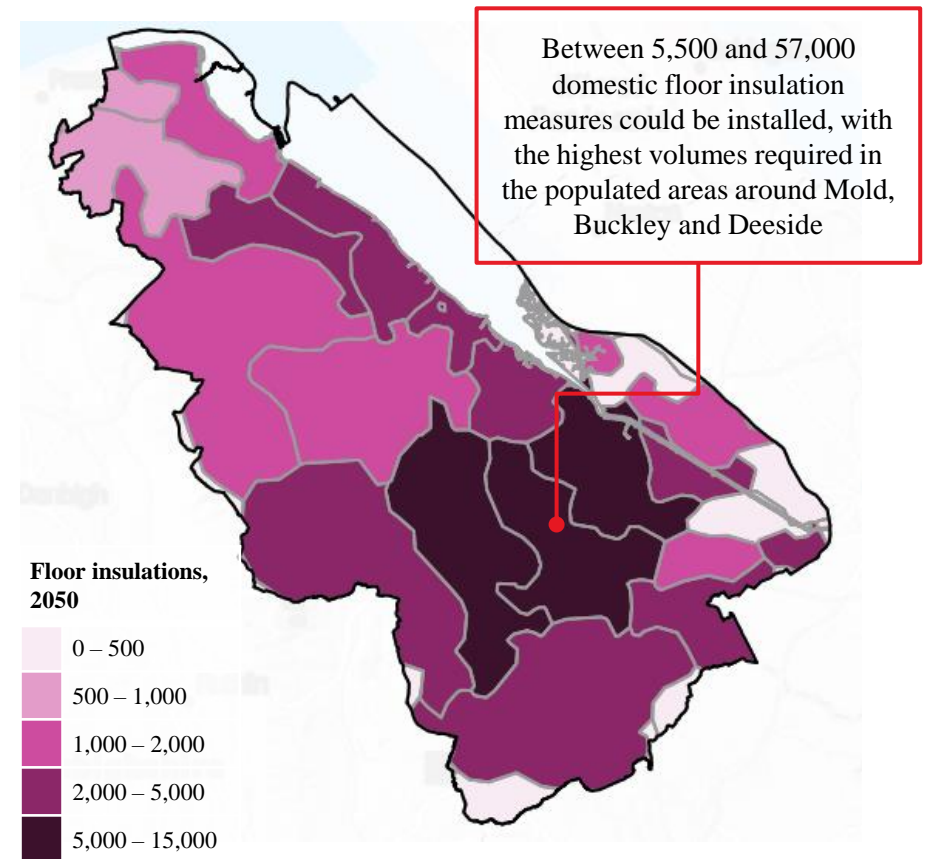 Between 5,500 and 57,000
domestic floor insulation
measures could be installed, with
the highest volumes required in
the populated areas around Mold,
Buckley and Deeside
Floor insulations,
2050
0 – 500
500 – 1,000
1,000 – 2,000
2,000 – 5,000
5,000 – 15,000